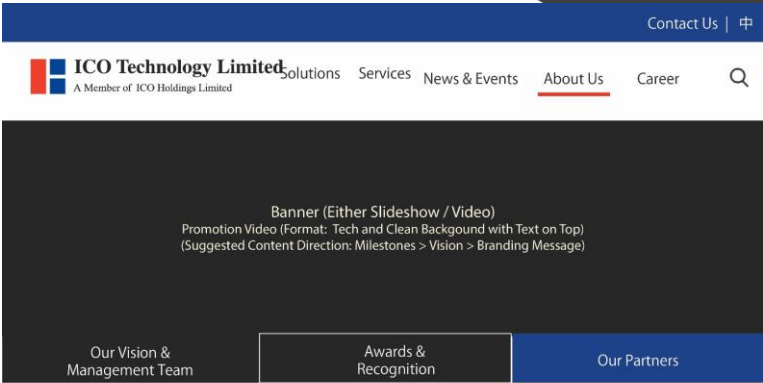 Contact Us | 中
ICO Technology Limited
A Member of ICO Holdings Limited
Solutions Services News & Events About Us Career
Banner (Either Slideshow / Video)
Promotion Video (Format: Tech and Clean Backgound with Text on Top)
(Suggested Content Direction: Milestones > Vision > Branding Message)
Our Vision &
Management Team
Awards &
Recognition
Our Partners